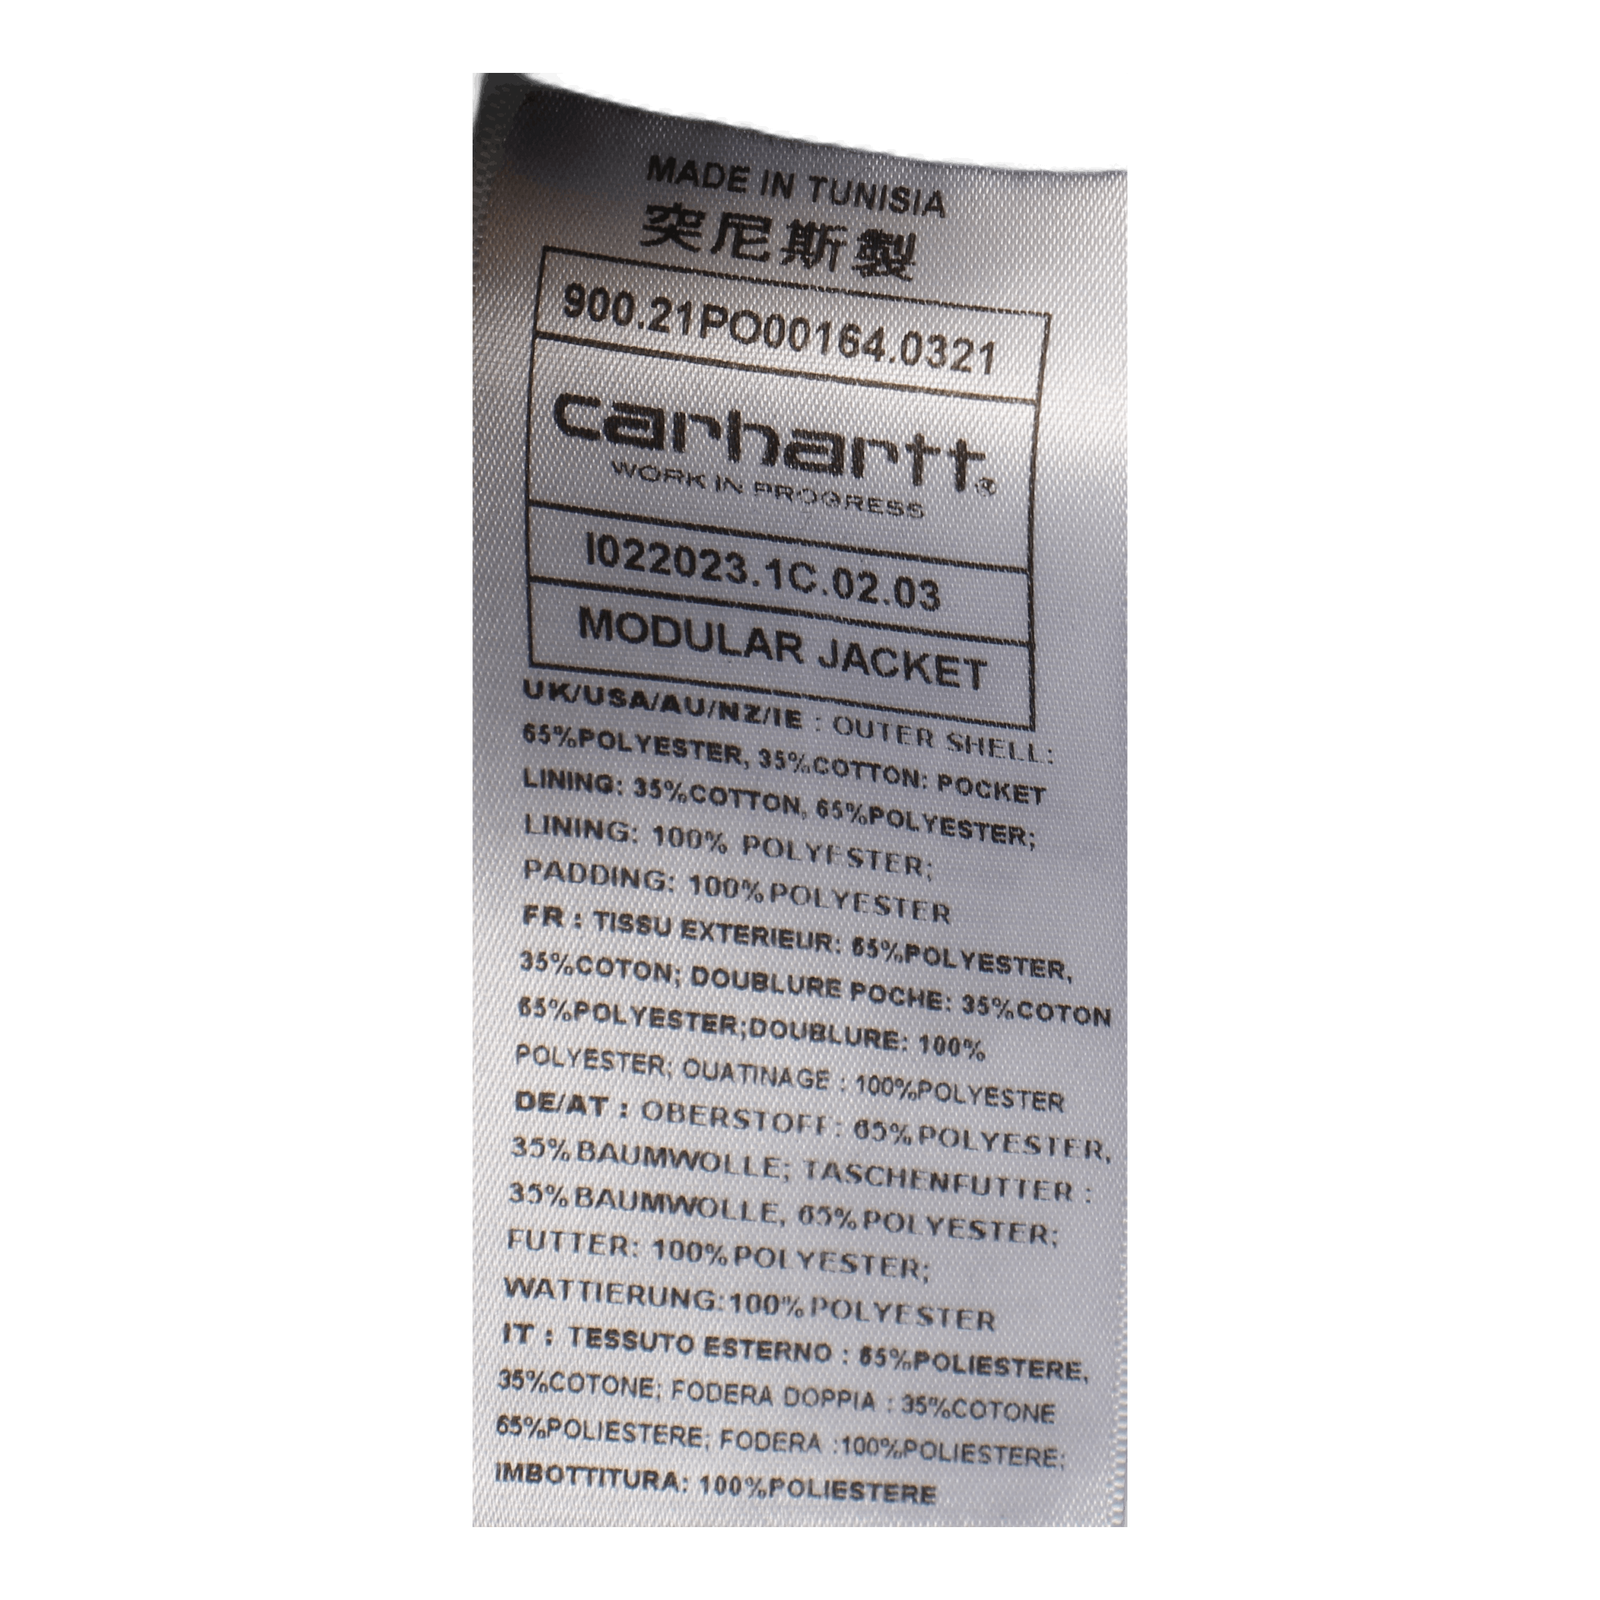 MADE IN TUNISIA
突尼斯製
900.21PO00164.0321
carhartt®
WORK IN PROGRESS
I022023.1C.02.03
MODULAR JACKET
UK/USA/AU/NZ/IE : OUTER SHELL:
65%POLYESTER, 35%COTTON: POCKET
LINING: 35%COTTON, 65%POLYESTER;
LINING: 100% POLYESTER;
PADDING: 100%POLYESTER
FR : TISSU EXTERIEUR: 65%POLYESTER,
35%COTON; DOUBLURE POCHE: 35%COTON
65%POLYESTER;DOUBLURE: 100%
POLYESTER; OUATINAGE : 100%POLYESTER
DE/AT : OBERSTOFF: 65%POLYESTER,
35%BAUMWOLLE; TASCHENFUTTER :
35%BAUMWOLLE, 65%POLYESTER;
FUTTER: 100%POLYESTER;
WATTIERUNG:100%POLYESTER
IT : TESSUTO ESTERNO : 65%POLIESTERE,
35%COTONE; FODERA DOPPIA : 35%COTONE
65%POLIESTERE; FODERA :100%POLIESTERE;
IMBOTTITURA: 100%POLIESTERE